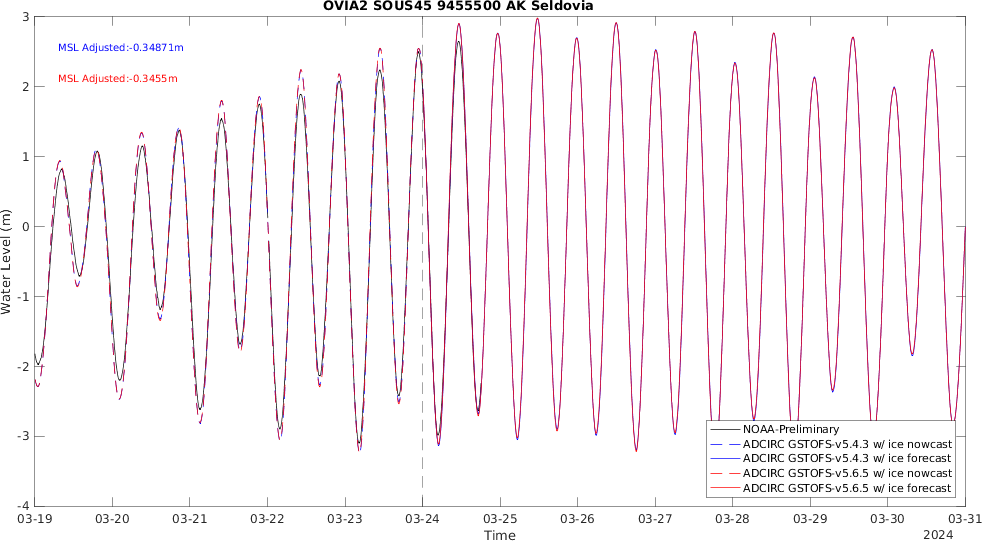 OVIA2 SOUS45 9455500 AK Seldovia
MSL Adjusted:-0.34871m
MSL Adjusted:-0.3455m
3
2
1
0
-1
-2
-3
-4
Water Level (m)
NOAA-Preliminary
ADCIRC GSTOFS-v5.4.3 w/ ice nowcast
ADCIRC GSTOFS-v5.4.3 w/ ice forecast
ADCIRC GSTOFS-v5.6.5 w/ ice nowcast
ADCIRC GSTOFS-v5.6.5 w/ ice forecast
03-19 03-20 03-21 03-22 03-23 03-24 03-25 03-26 03-27 03-28 03-29 03-30 03-31
Time
2024